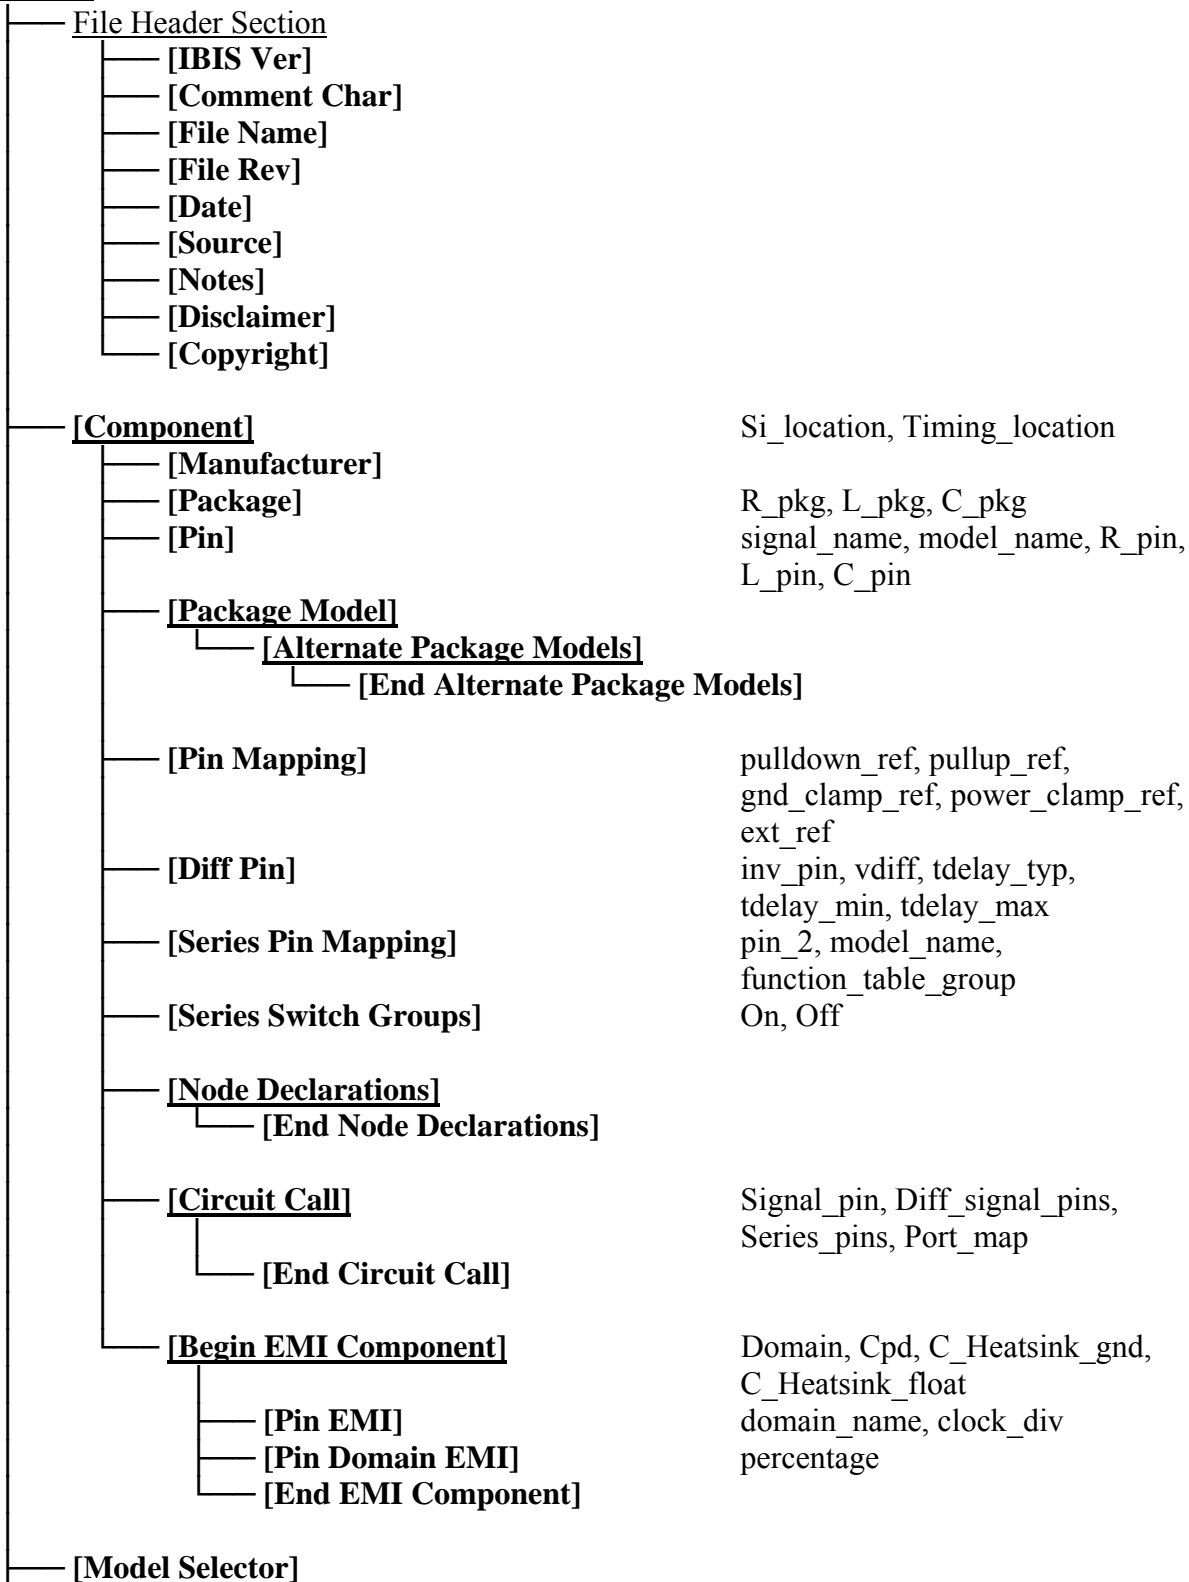 File Header Section
[IBIS Ver]
[Comment Char]
[File Name]
[File Rev]
[Date]
[Source]
[Notes]
[Disclaimer]
[Copyright]
[Component] Si_location, Timing_location
[Manufacturer]
[Package] R_pkg, L_pkg, C_pkg
[Pin] signal_name, model_name, R_pin,
L_pin, C_pin
[Package Model]
[Alternate Package Models]
[End Alternate Package Models]
[Pin Mapping] pulldown_ref, pullup_ref,
gnd_clamp_ref, power_clamp_ref,
ext_ref
[Diff Pin] inv_pin, vdiff, tdelay_typ,
tdelay_min, tdelay_max
[Series Pin Mapping] pin_2, model_name,
function_table_group
[Series Switch Groups] On, Off
[Node Declarations]
[End Node Declarations]
[Circuit Call] Signal_pin, Diff_signal_pins,
Series_pins, Port_map
[End Circuit Call]
[Begin EMI Component] Domain, Cpd, C_Heatsink_gnd,
C_Heatsink_float
[Pin EMI] domain_name, clock_div
[Pin Domain EMI] percentage
[End EMI Component]
[Model Selector]